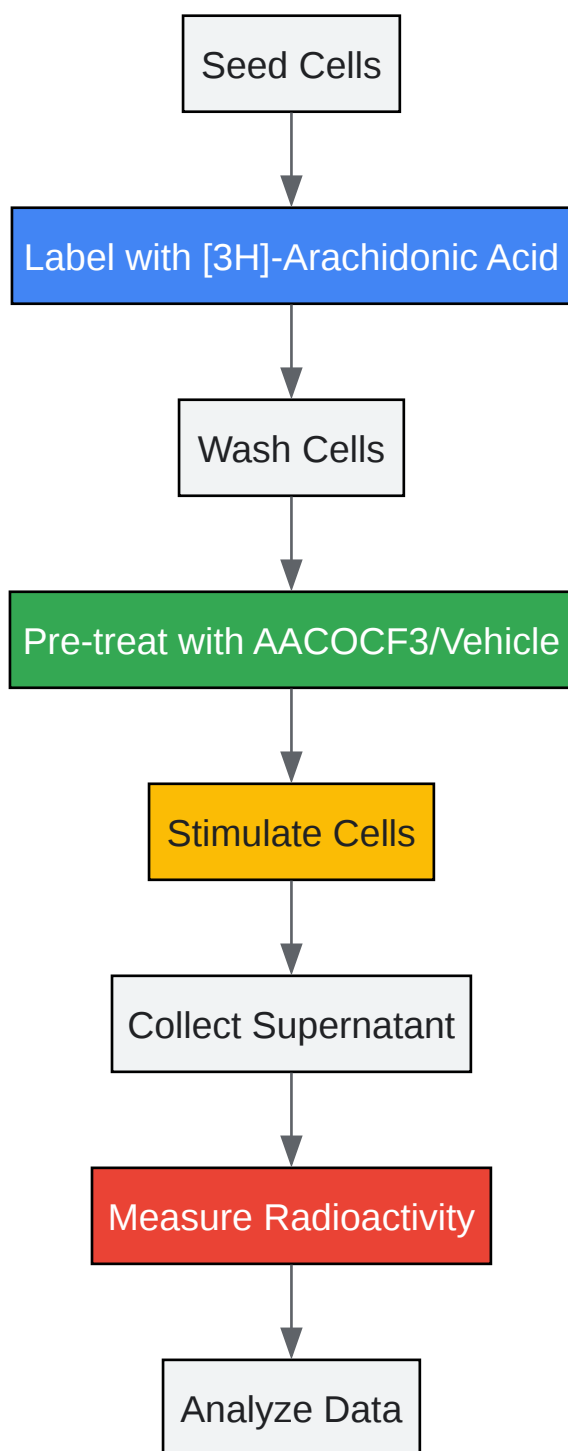 Seed Cells
Label with [3H]-Arachidonic Acid
Wash Cells
Pre-treat with AACOCF3/Vehicle
Stimulate Cells
Collect Supernatant
Measure Radioactivity
Analyze Data